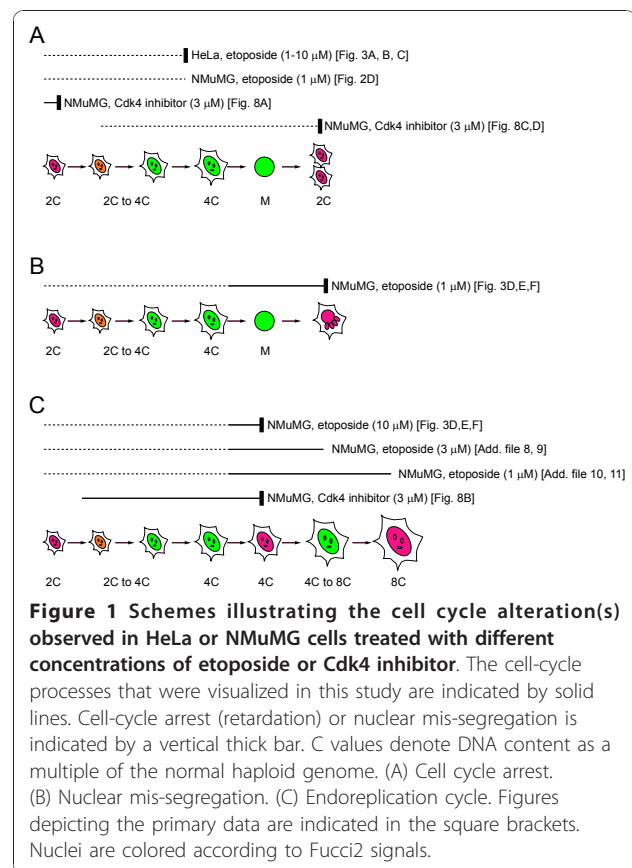 A
HeLa, etoposide (1-10 μM) [Fig. 3A, B, C]
NMuMG, etoposide (1 μM) [Fig. 2D]
NMuMG, Cdk4 inhibitor (3 μM) [Fig. 8A]
NMuMG, Cdk4 inhibitor (3 μM) [Fig. 8C,D]
2C 2C to 4C 4C M 2C
B
NMuMG, etoposide (1 μM) [Fig. 3D,E,F]
2C 2C to 4C 4C M
C
NMuMG, etoposide (10 μM) [Fig. 3D,E,F]
NMuMG, etoposide (3 μM) [Add. file 8, 9]
NMuMG, etoposide (1 μM) [Add. file 10, 11]
NMuMG, Cdk4 inhibitor (3 μM) [Fig. 8B]
2C 2C to 4C 4C 4C 4C to 8C 8C
Figure 1 Schemes illustrating the cell cycle alteration(s)
observed in HeLa or NMuMG cells treated with different
concentrations of etoposide or Cdk4 inhibitor. The cell-cycle
processes that were visualized in this study are indicated by solid
lines. Cell-cycle arrest (retardation) or nuclear mis-segregation is
indicated by a vertical thick bar. C values denote DNA content as a
multiple of the normal haploid genome. (A) Cell cycle arrest.
(B) Nuclear mis-segregation. (C) Endoreplication cycle. Figures
depicting the primary data are indicated in the square brackets.
Nuclei are colored according to Fucci2 signals.